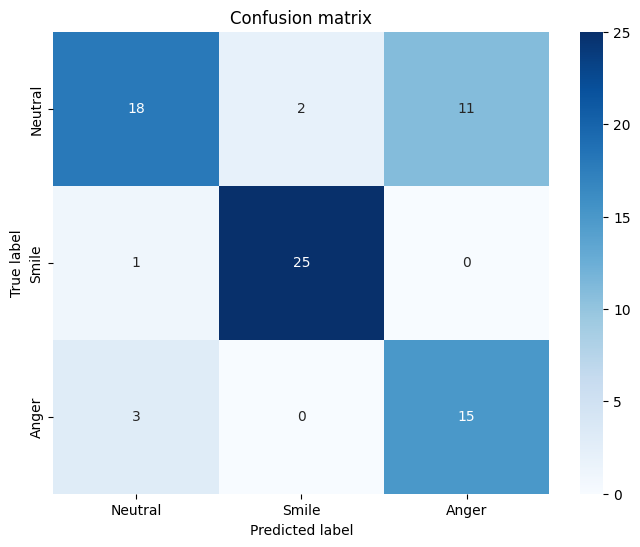 Confusion matrix
True label
Neutral
18 2 11
Smile
1 25 0
Anger
3 0 15
Neutral Smile Anger
Predicted label
25
20
15
10
5
0